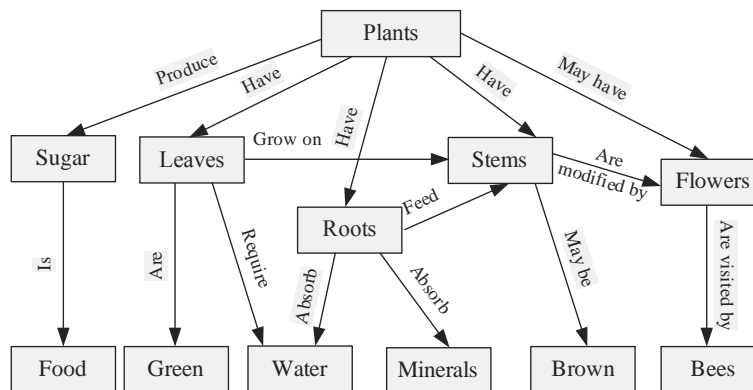 Plants
Produce
Have
Have
Have
May have
Sugar
Leaves
Grow on
Stems
Are
modified by
Flowers
Roots
Feed
Is
Are
Require
Absorb
Absorb
May be
Are visited by
Food
Green
Water
Minerals
Brown
Bees